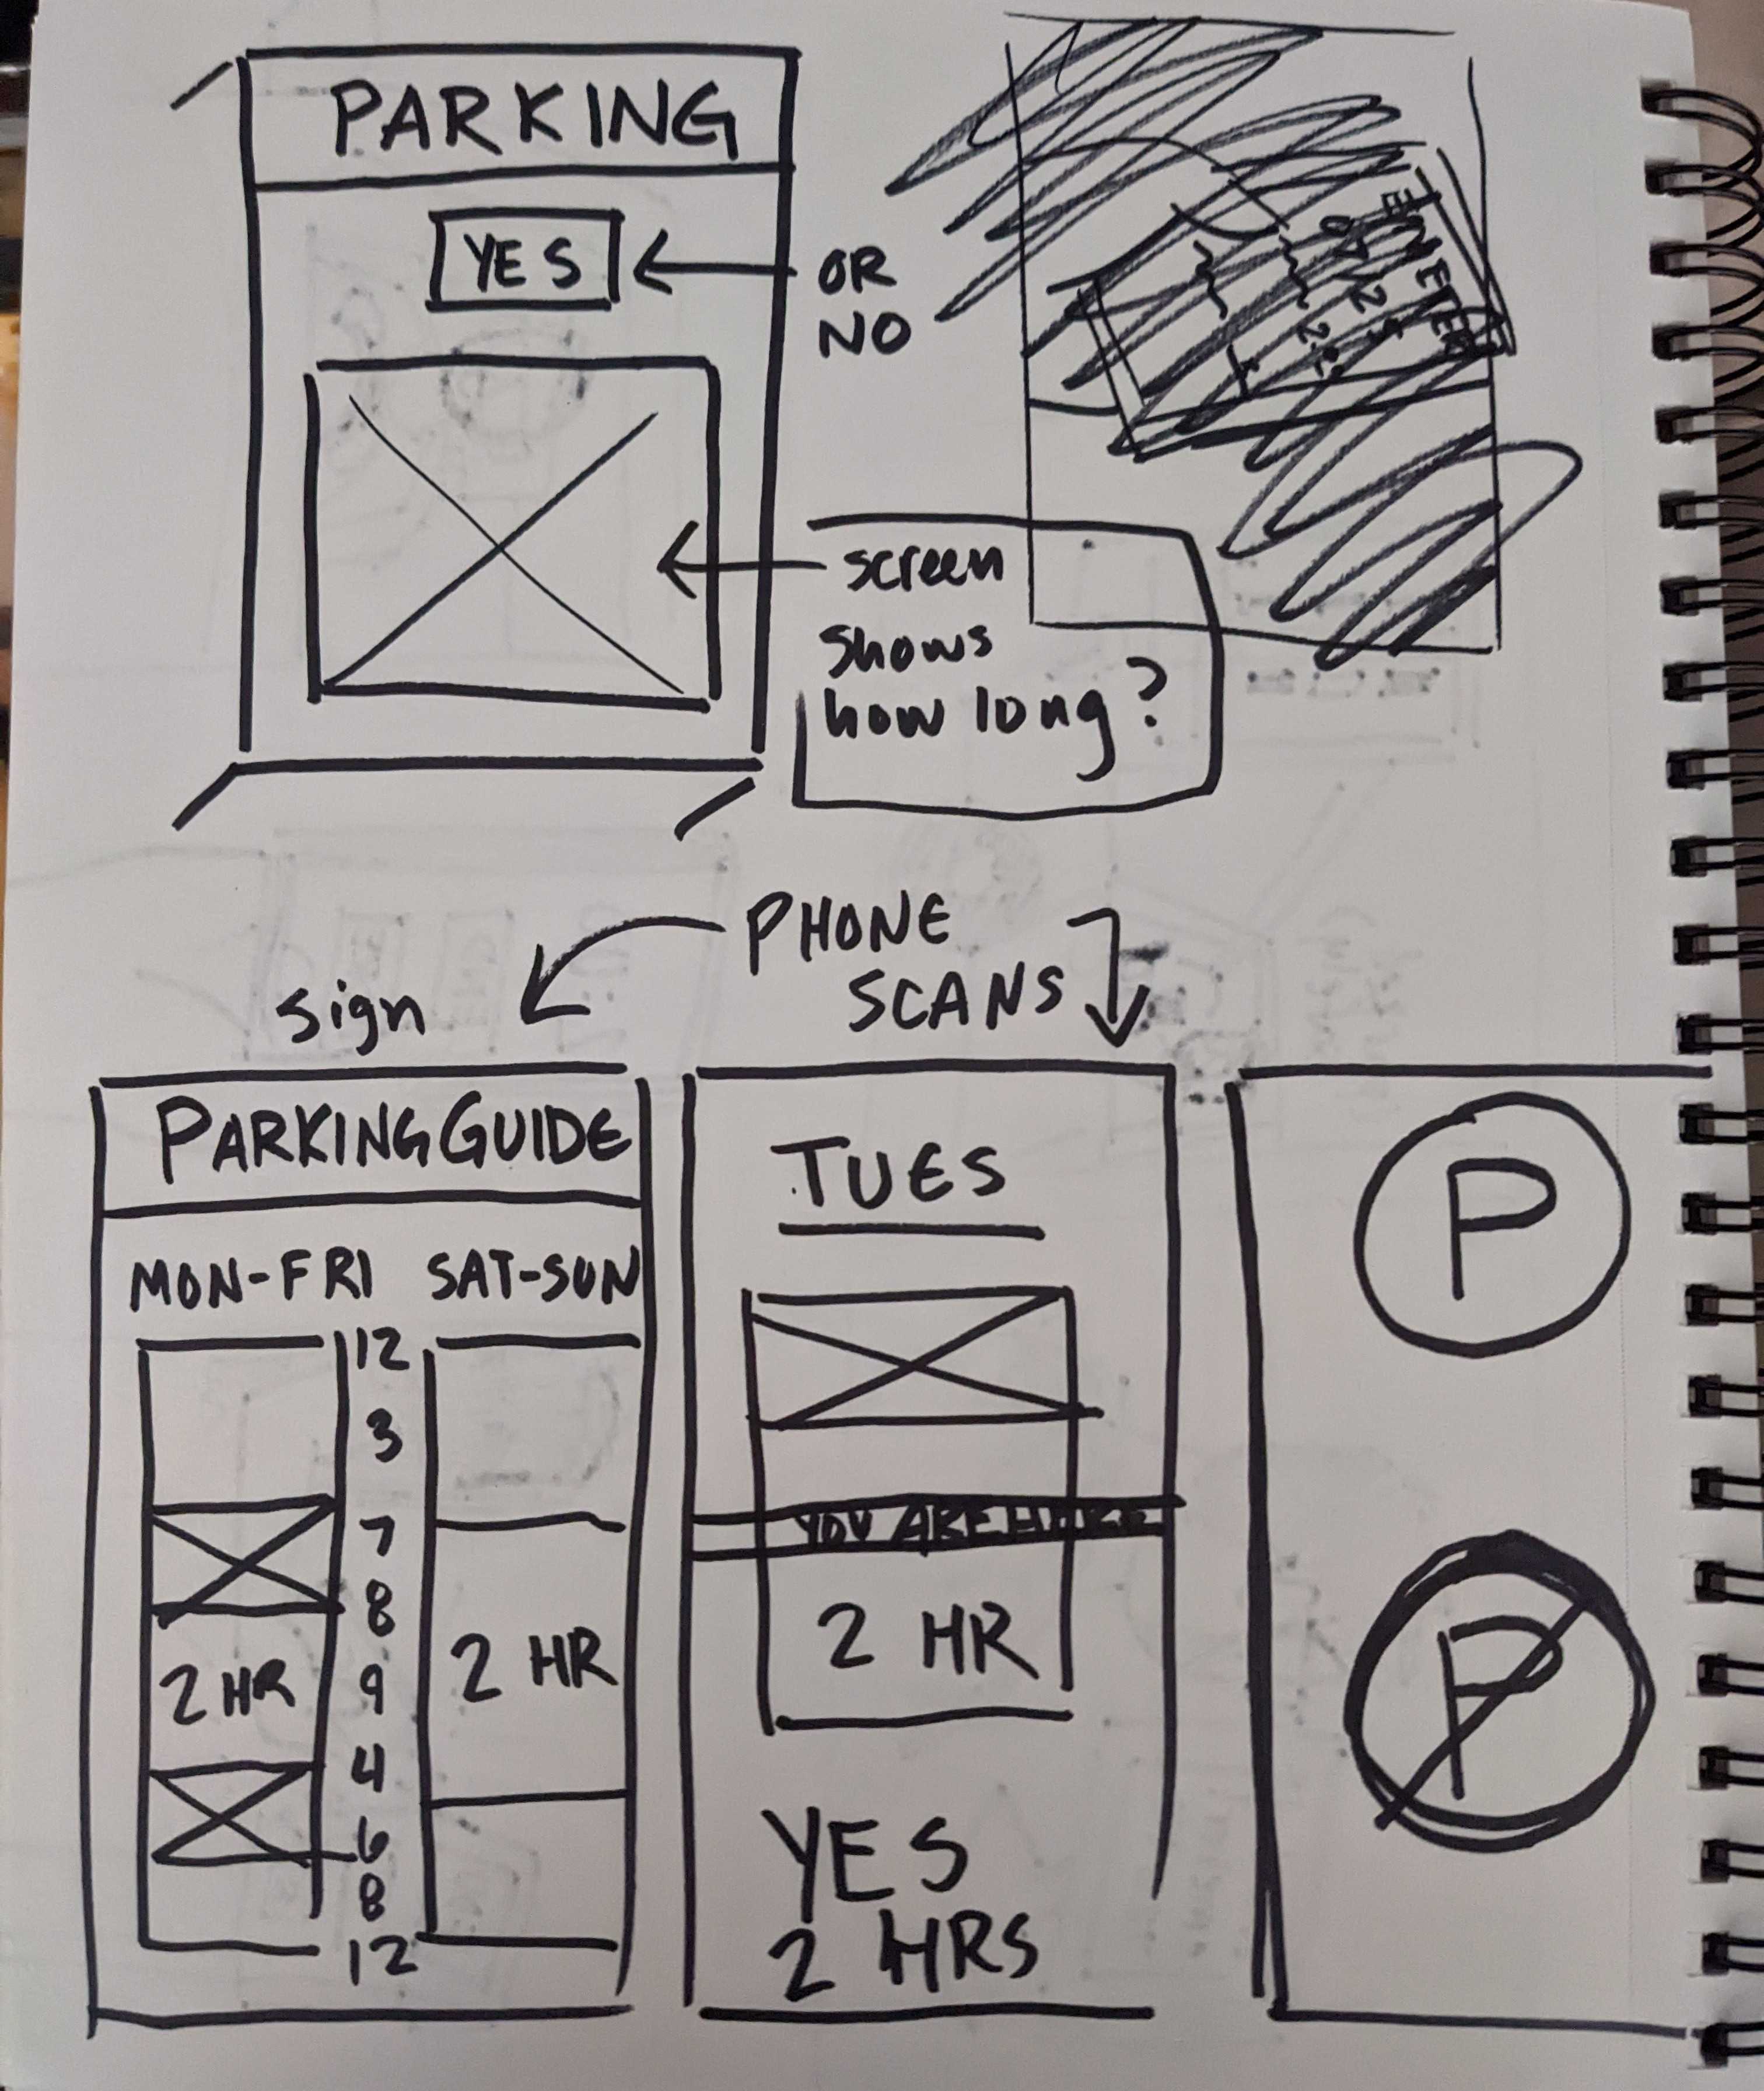 PARKING
YES
OR
NO
screen
shows
how long?
PHONE
SCANS
sign
PARKING GUIDE
MON-FRI SAT-SUN
12
3
7
8
2 HR 9 2 HR
4
6
8
12
TUES
YOU ARE HERE
2 HR
YES
2 HRS
P
P